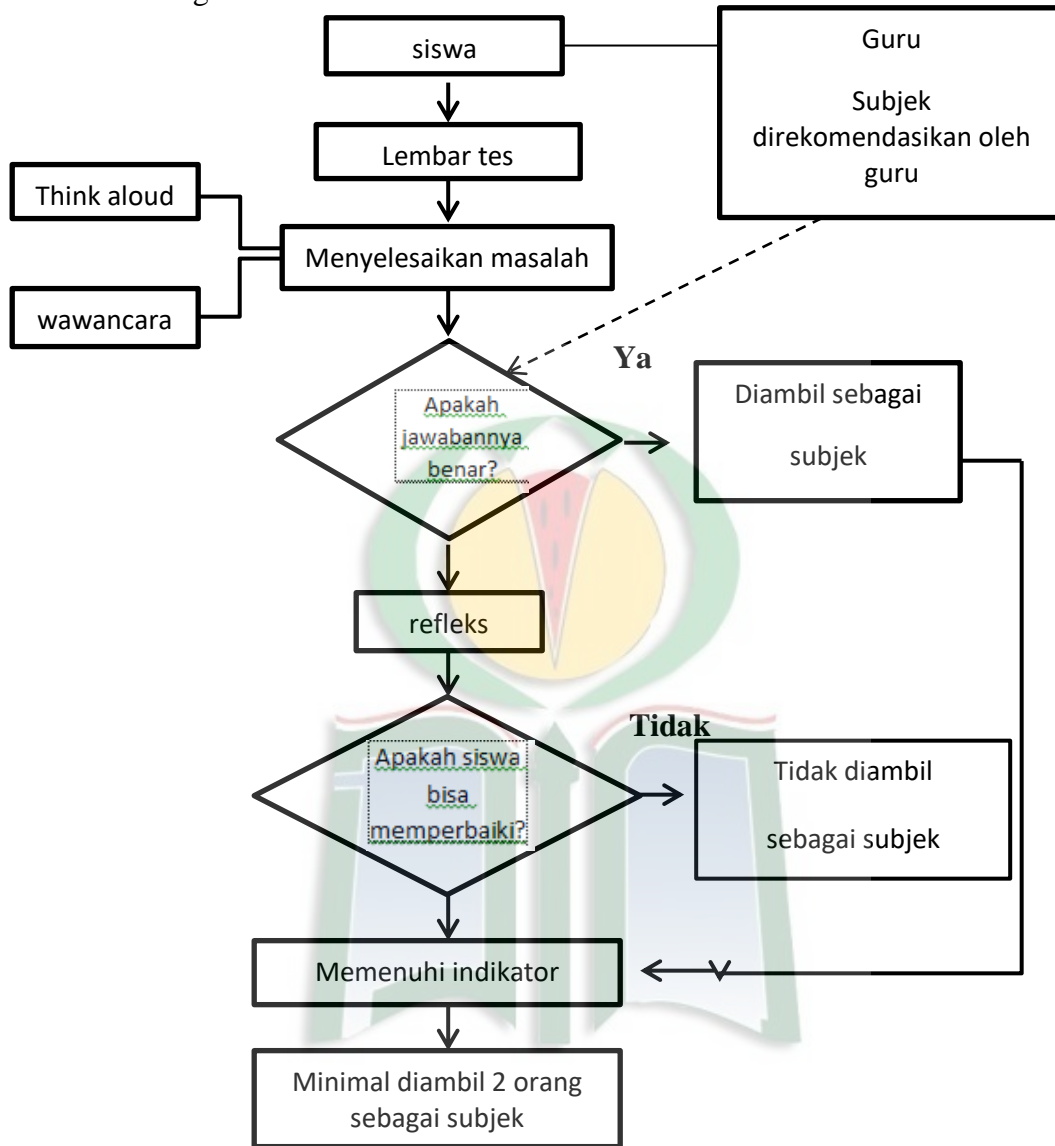 siswa
Guru
Subjek
direkomendasikan oleh
guru
Lembar tes
Think aloud
Menyelesaikan masalah
wawancara
Ya
Apakah
jawabannya
benar?
Diambil sebagai
subjek
refleks
Tidak
Apakah siswa
bisa
memperbaiki?
Tidak diambil
sebagai subjek
Memenuhi indikator
Minimal diambil 2 orang
sebagai subjek